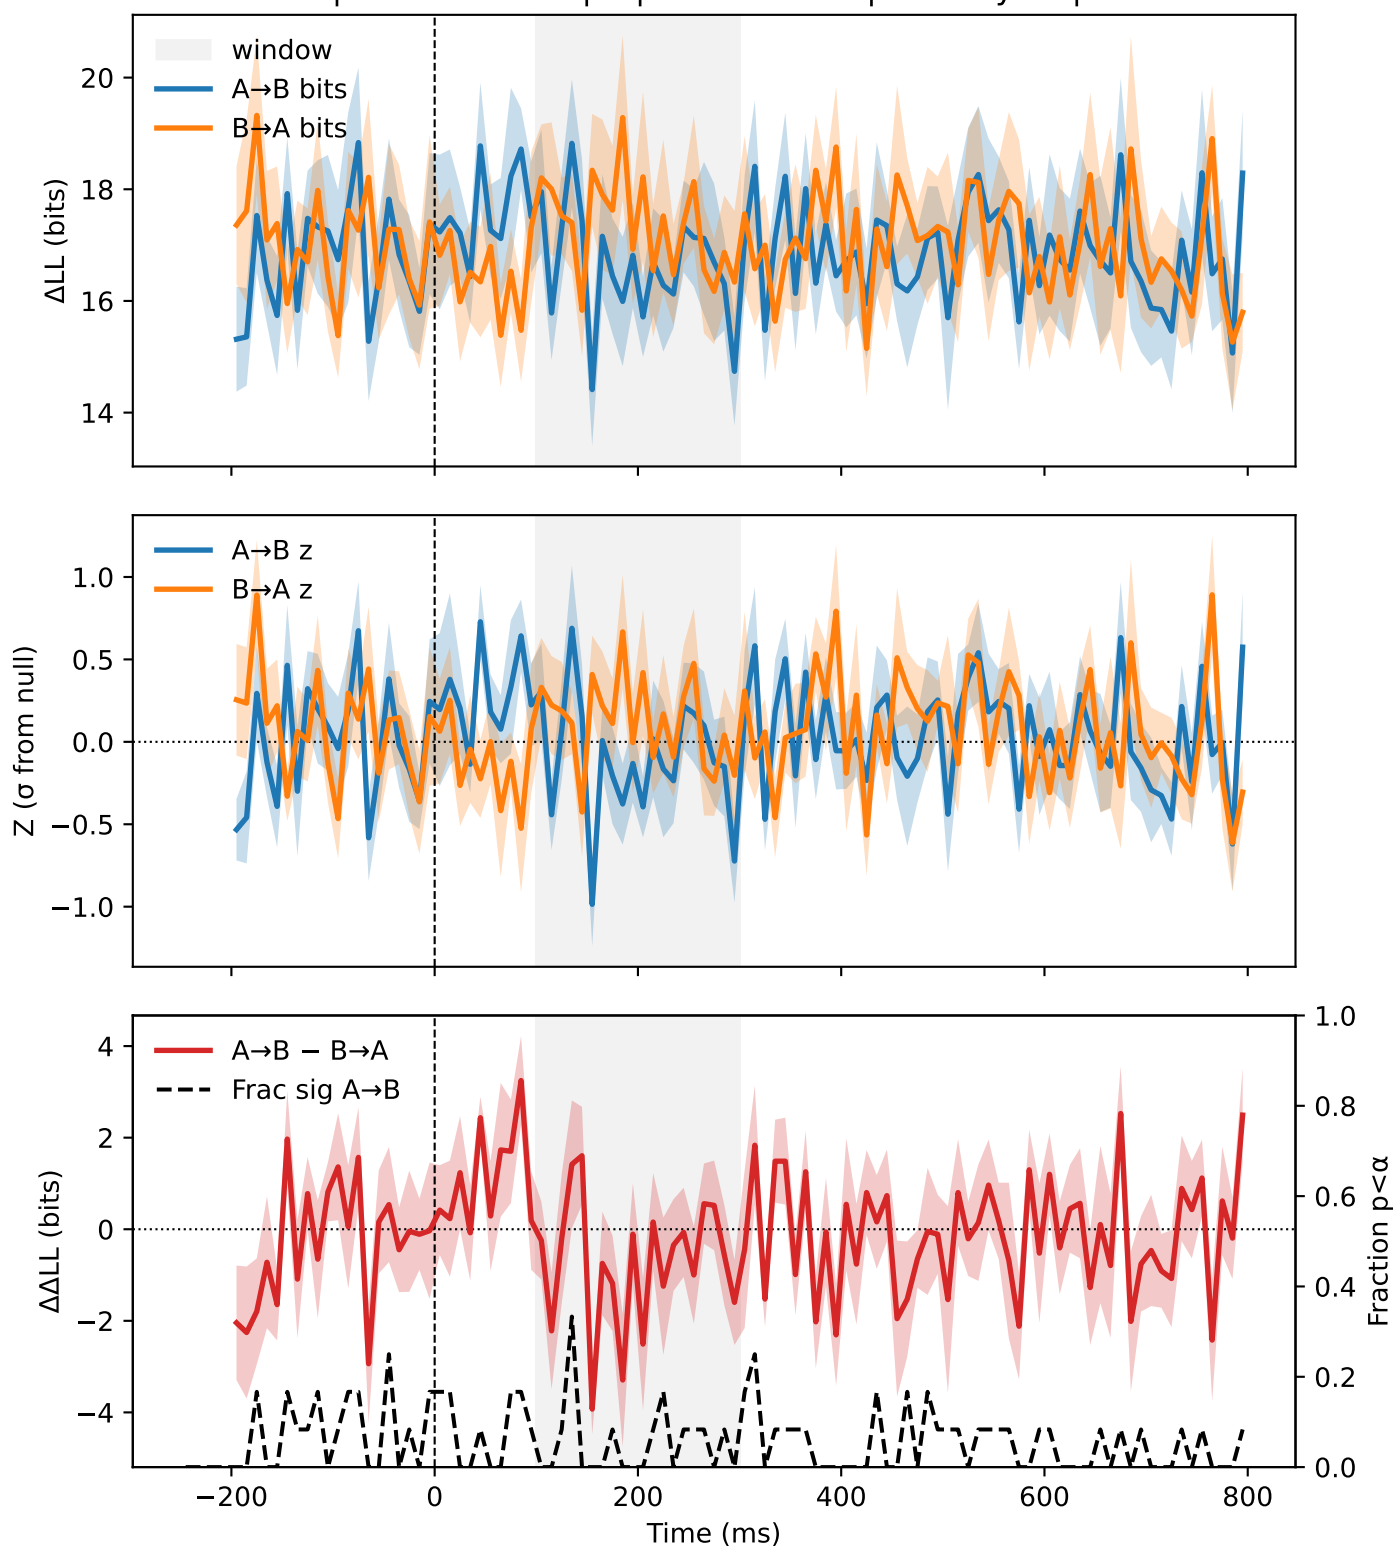 window
A→B bits
B→A bits
20
18
16
14
ΔLL (bits)
A→B z
B→A z
1.0
0.5
0.0
−0.5
−1.0
Z (σ from null)
A→B − B→A
Frac sig A→B
4
2
0
−2
−4
ΔΔLL (bits)
1.0
0.8
0.6
0.4
0.2
0.0
Fraction p<α
−200 0 200 400 600 800
Time (ms)